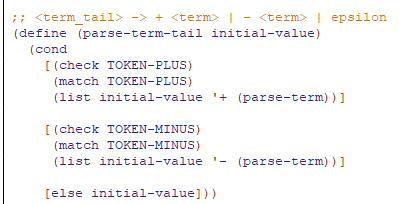 ;; <term_tail> -> + <term> | - <term> | epsilon
(define (parse-term-tail initial-value)
  (cond
    [(check TOKEN-PLUS)
     (match TOKEN-PLUS)
     (list initial-value '+ (parse-term))]

    [(check TOKEN-MINUS)
     (match TOKEN-MINUS)
     (list initial-value '- (parse-term))]

    [else initial-value]))